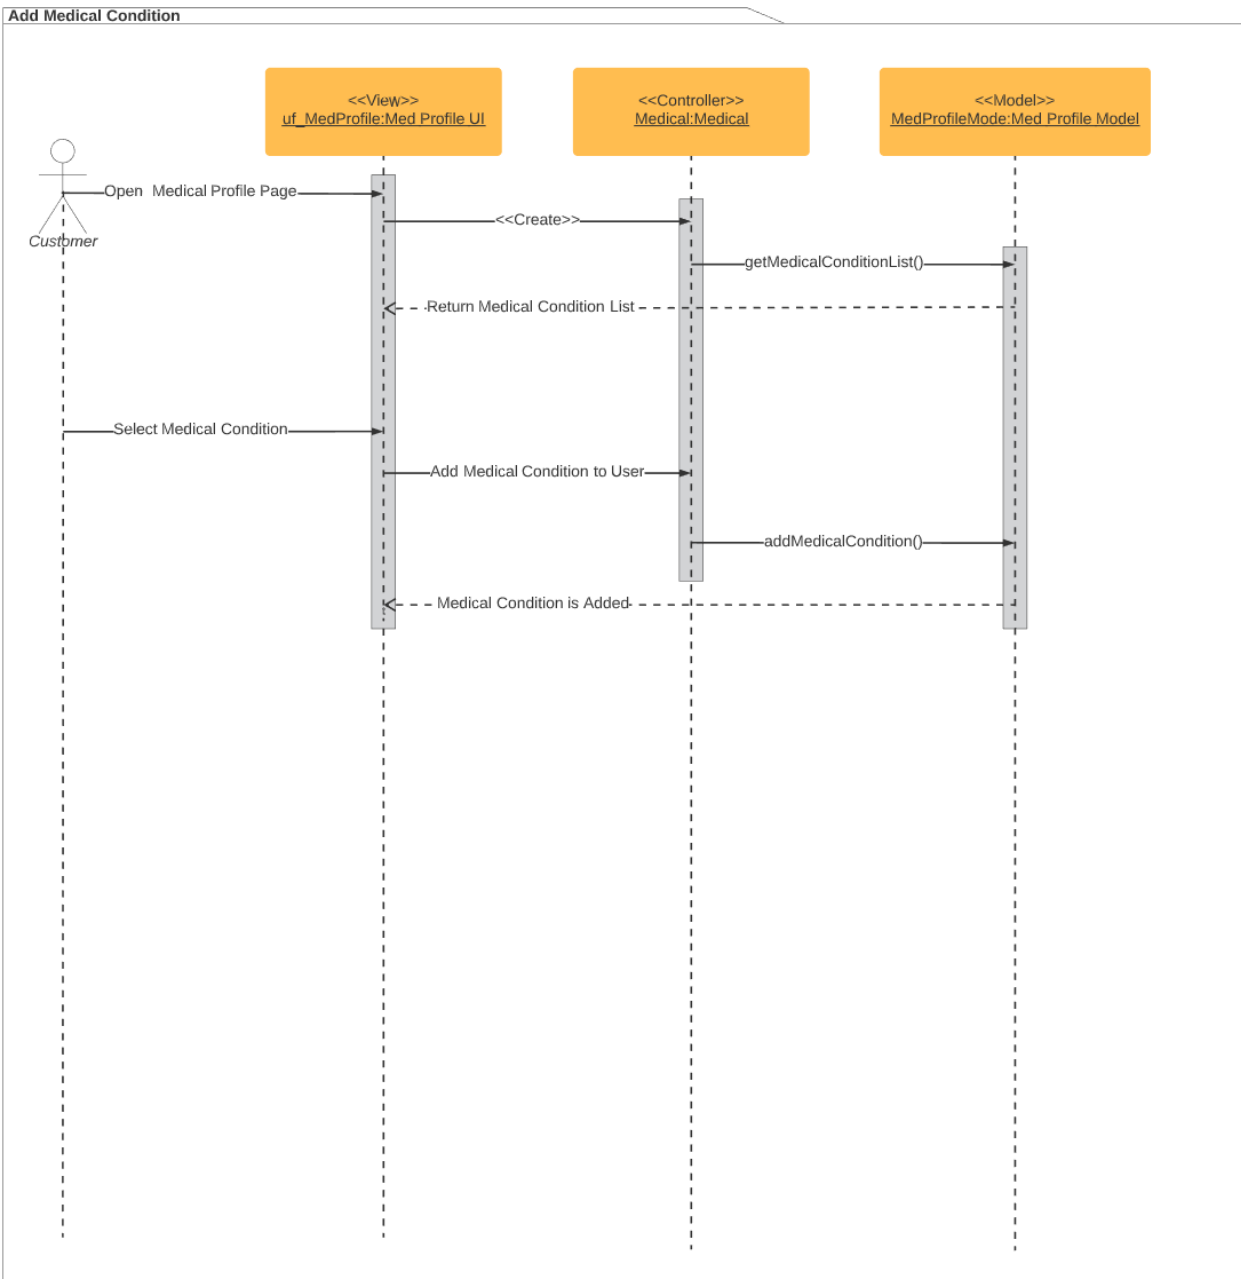 Add Medical Condition
<<View>>
uf_MedProfile:Med Profile UI
<<Controller>>
Medical:Medical
<<Model>>
MedProfileMode:Med Profile Model
Customer
Open Medical Profile Page
<<Create>>
getMedicalConditionList()
Return Medical Condition List
Select Medical Condition
Add Medical Condition to User
addMedicalCondition()
Medical Condition is Added